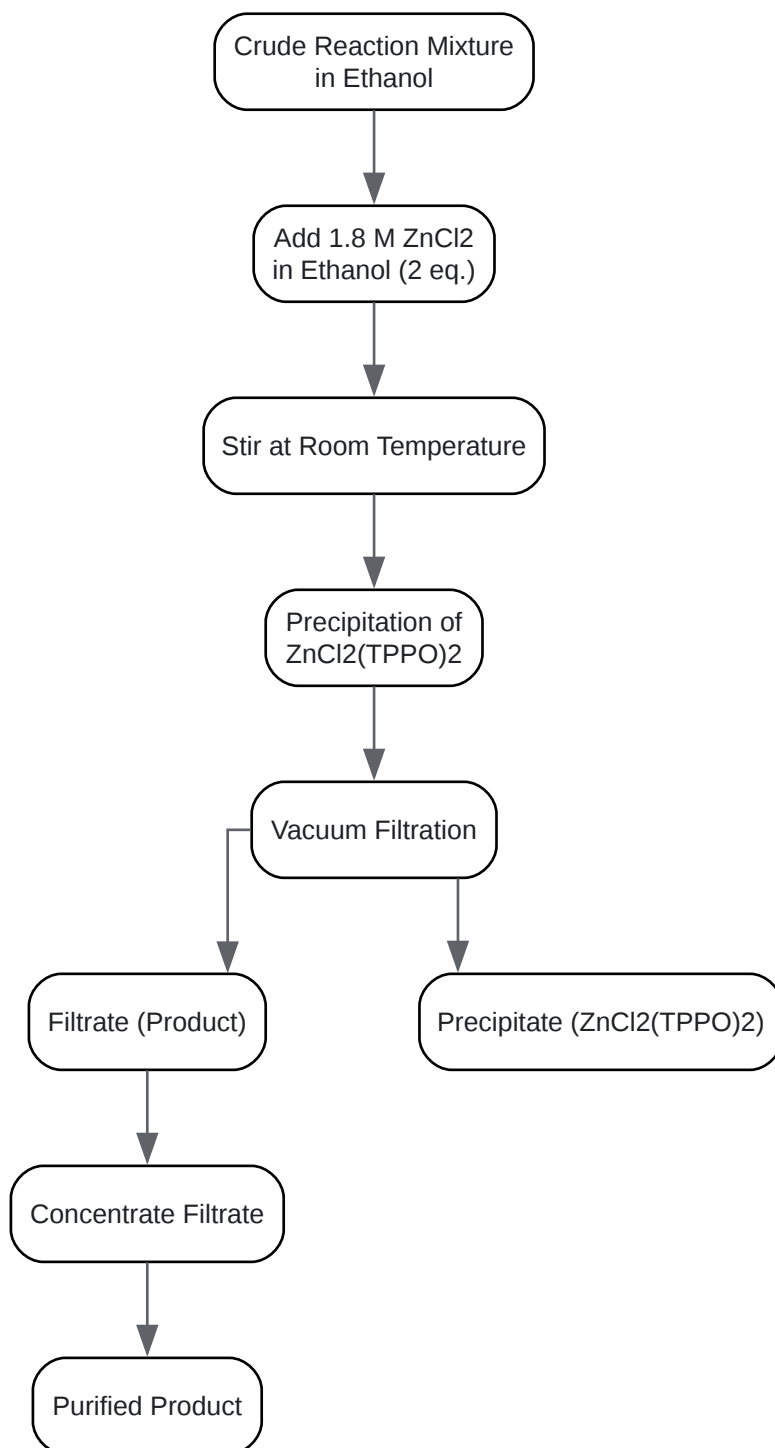 Crude Reaction Mixture
in Ethanol
Add 1.8 M ZnCl2
in Ethanol (2 eq.)
Stir at Room Temperature
Precipitation of
ZnCl2(TPPO)2
Vacuum Filtration
Filtrate (Product)
Precipitate (ZnCl2(TPPO)2)
Concentrate Filtrate
Purified Product